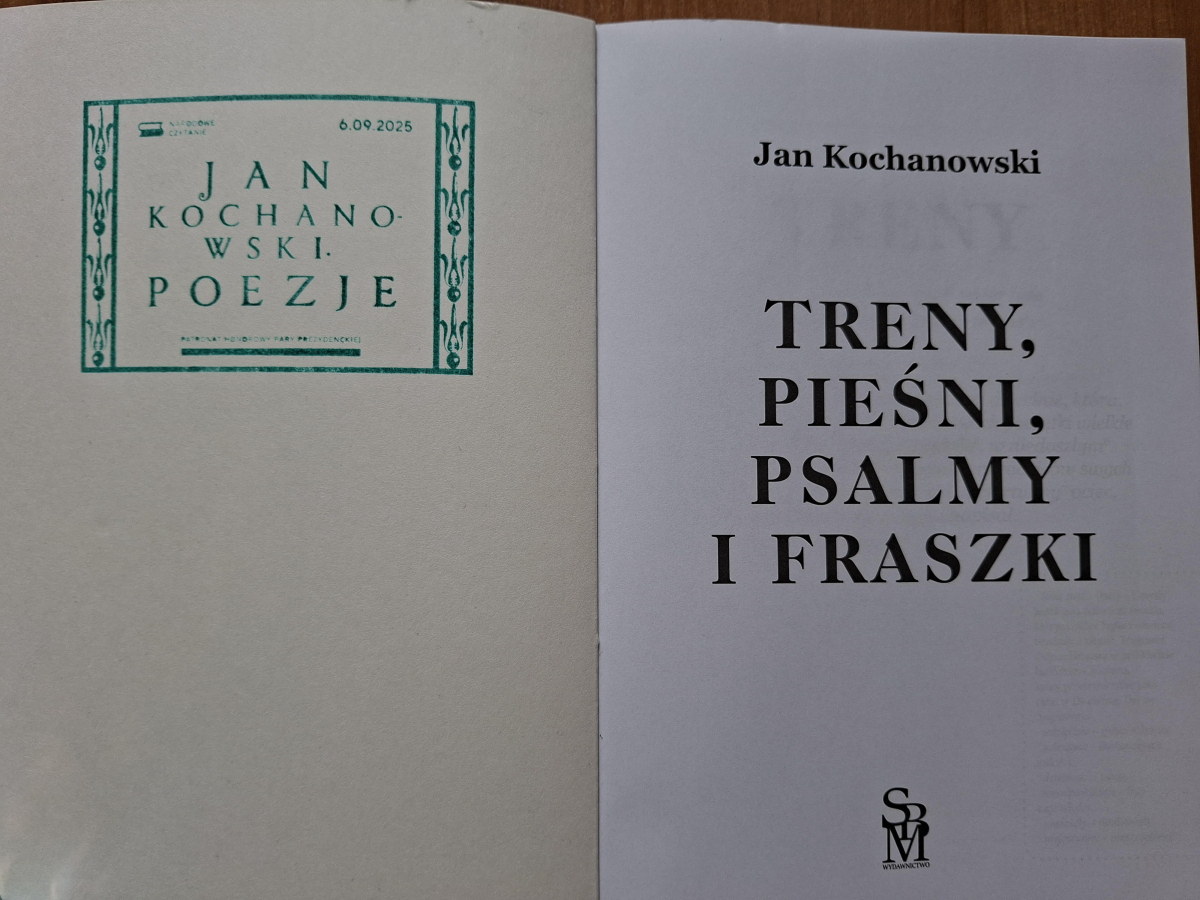 NARODOWE
CZYTANIE
6.09.2025
JAN
KOCHANO-
WSKI.
POEZJE
PATRONAT HONOROWY PARY PREZYDENCKIEJ
Jan Kochanowski
TRENY
TRENY,
PIEŚNI,
PSALMY
I FRASZKI
SBM
WYDAWNICTWO